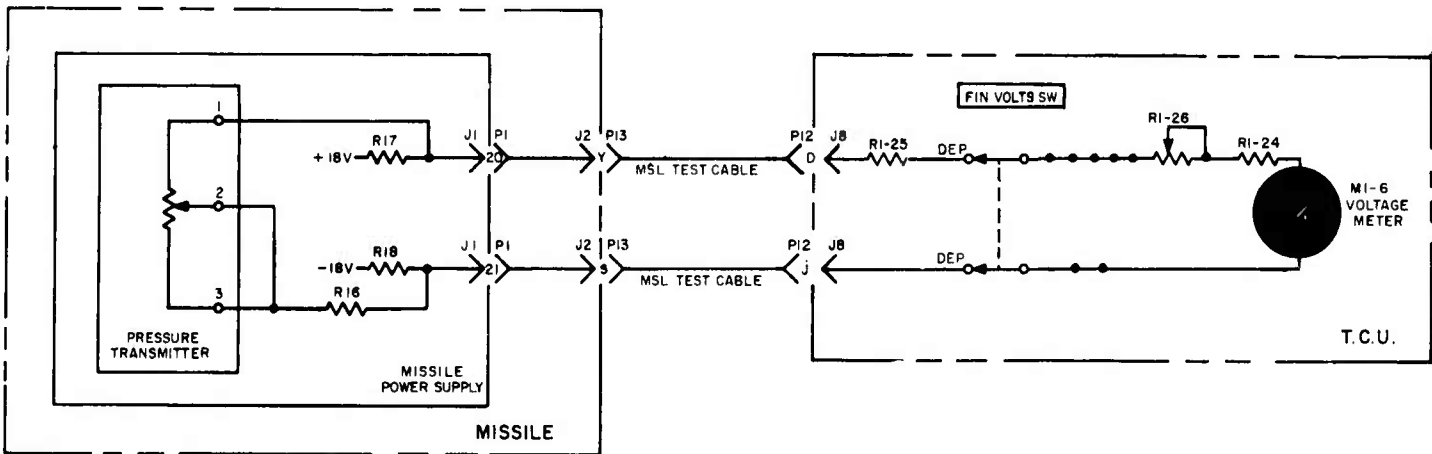 FIN VOLTS SW
1
R17
+18V
J1 P1
20
J2 P13
Y
MSL TEST CABLE
P12 J8
D
R1-25
DEP
R1-26
R1-24
M1-6
VOLTAGE
METER
2
R18
-18V
J1 P1
21
J2 P13
S
MSL TEST CABLE
P12 J8
J
DEP
3
R16
PRESSURE
TRANSMITTER
MISSILE
POWER SUPPLY
MISSILE
T.C.U.